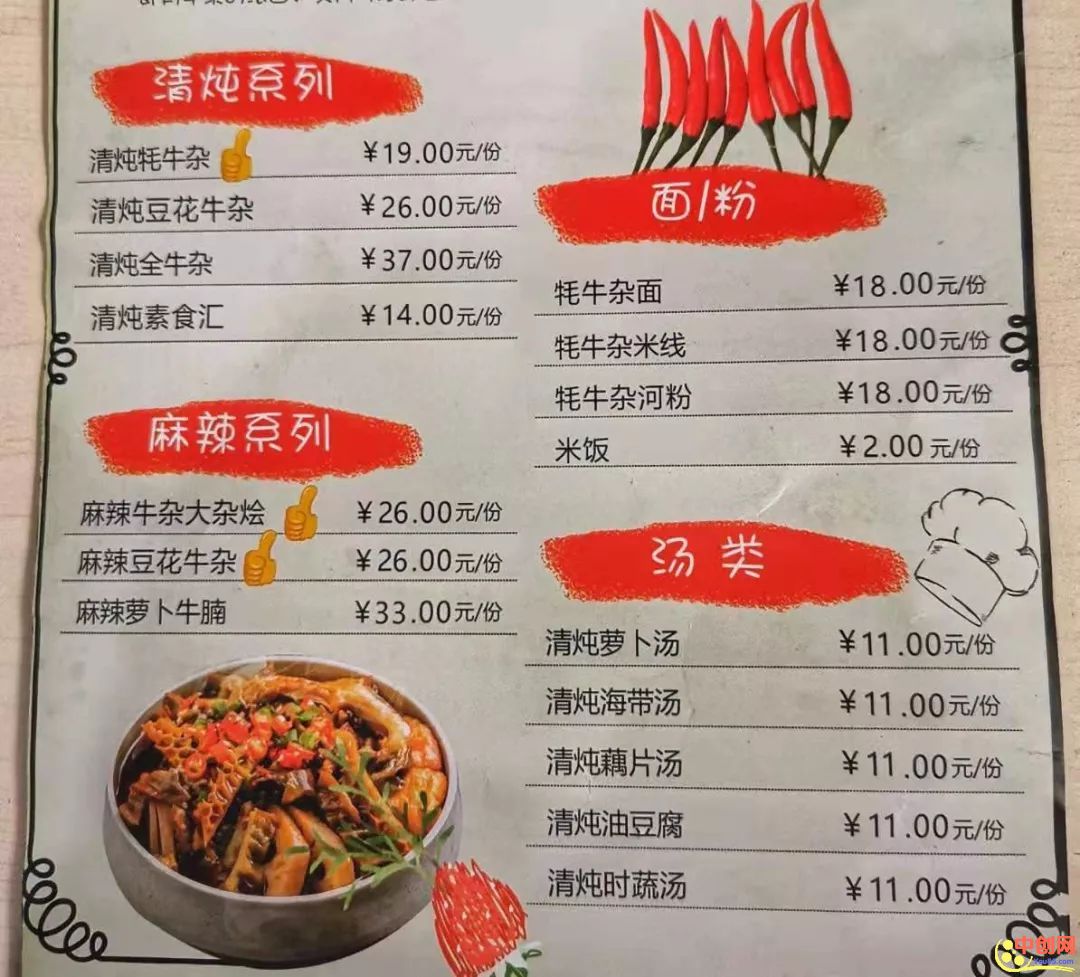 清炖系列
清炖牦牛杂 ¥19.00元/份
清炖豆花牛杂 ¥26.00元/份
清炖全牛杂 ¥37.00元/份
清炖素食汇 ¥14.00元/份
麻辣系列
麻辣牛杂大杂烩 ¥26.00元/份
麻辣豆花牛杂 ¥26.00元/份
麻辣萝卜牛腩 ¥33.00元/份
面/粉
牦牛杂面 ¥18.00元/份
牦牛杂米线 ¥18.00元/份
牦牛杂河粉 ¥18.00元/份
米饭 ¥2.00元/份
汤类
清炖萝卜汤 ¥11.00元/份
清炖海带汤 ¥11.00元/份
清炖藕片汤 ¥11.00元/份
清炖油豆腐 ¥11.00元/份
清炖时蔬汤 ¥11.00元/份
中创网